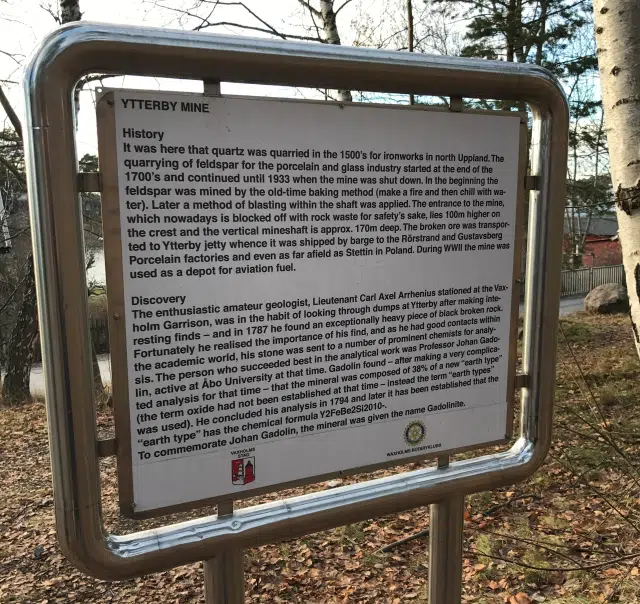 YTTERBY MINE
History
It was here that quartz was quarried in the 1500's for ironworks in north Uppland. The
quarrying of feldspar for the porcelain and glass industry started at the end of the
1700's and continued until 1933 when the mine was shut down. In the beginning the
feldspar was mined by the old-time baking method (make a fire and then chill with wa-
ter). Later a method of blasting within the shaft was applied. The entrance to the mine,
which nowadays is blocked off with rock waste for safety's sake, lies 100m higher on
the crest and the vertical mineshaft is approx. 170m deep. The broken ore was transpor-
ted to Ytterby jetty whence it was shipped by barge to the Rörstrand and Gustavsberg
Porcelain factories and even as far afield as Stettin in Poland. During WWII the mine was
used as a depot for aviation fuel.
Discovery
The enthusiastic amateur geologist, Lieutenant Carl Axel Arrhenius stationed at the Vax-
holm Garrison, was in the habit of looking through dumps at Ytterby after making inte-
resting finds – and in 1787 he found an exceptionally heavy piece of black broken rock.
Fortunately he realised the importance of his find, and as he had good contacts within
the academic world, his stone was sent to a number of prominent chemists for analy-
sis. The person who succeeded best in the analytical work was Professor Johan Gado-
lin, active at Åbo University at that time. Gadolin found – after making a very complica-
ted analysis for that time – that the mineral was composed of 38% of a new "earth type"
(the term oxide had not been established at that time – instead the term "earth types"
was used). He concluded his analysis in 1794 and later it has been established that the
"earth type" has the chemical formula Y2FeBe2Si2010-.
To commemorate Johan Gadolin, the mineral was given the name Gadolinite.
VAXHOLMS
STAD
WAXHOLMS ROTARYKLUBB